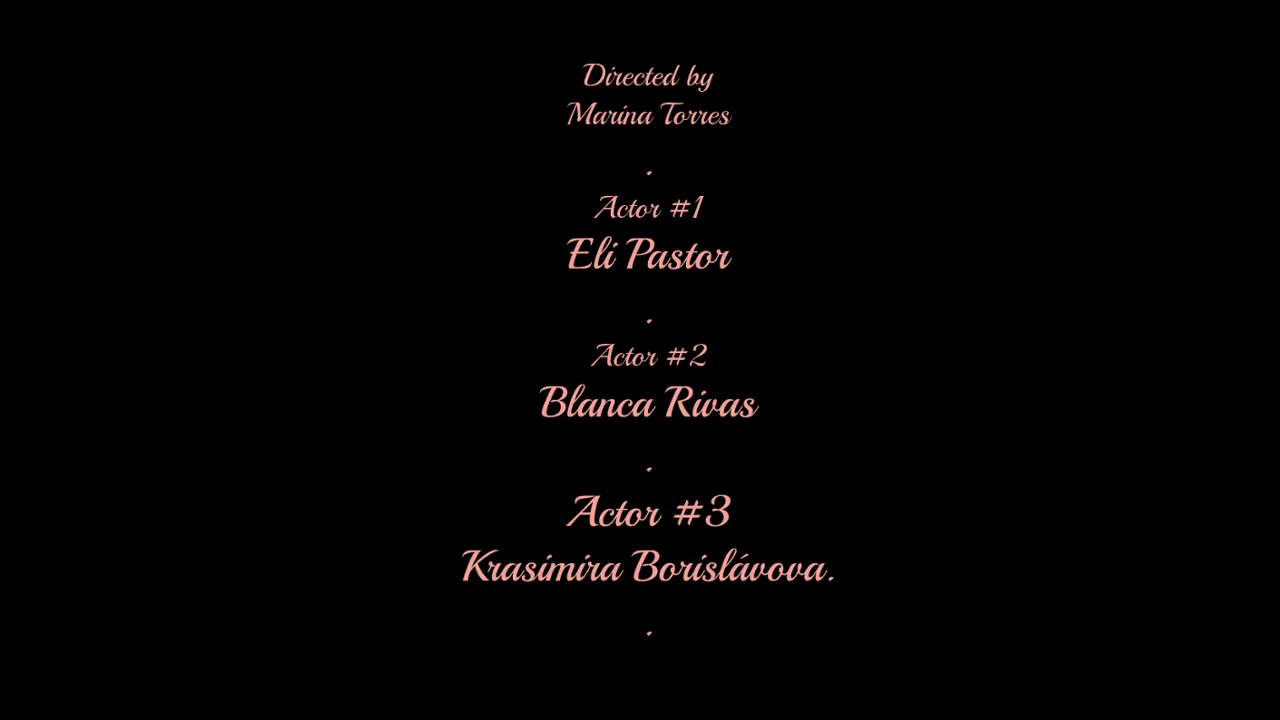 Directed by
Marina Torres
.
Actor #1
Eli Pastor
.
Actor #2
Blanca Rivas
.
Actor #3
Krasimira Borislávova.
.